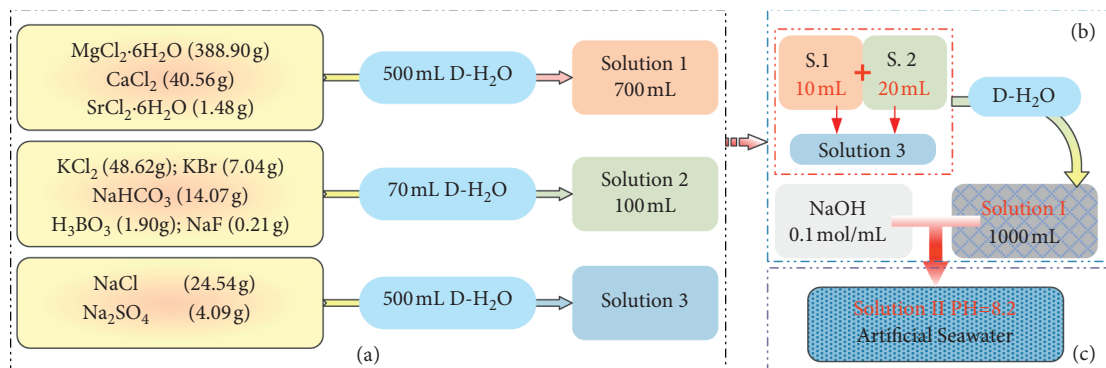 MgCl₂·6H₂O (388.90 g)
CaCl₂ (40.56 g)
SrCl₂·6H₂O (1.48 g)
500 mL D-H₂O
Solution 1
700 mL
KCl₂ (48.62 g); KBr (7.04 g)
NaHCO₃ (14.07 g)
H₃BO₃ (1.90 g); NaF (0.21 g)
70 mL D-H₂O
Solution 2
100 mL
NaCl (24.54 g)
Na₂SO₄ (4.09 g)
500 mL D-H₂O
Solution 3
(a)
S.1
10 mL
+
S. 2
20 mL
Solution 3
D-H₂O
(b)
NaOH
0.1 mol/mL
Solution I
1000 mL
Solution II PH=8.2
Artificial Seawater
(c)